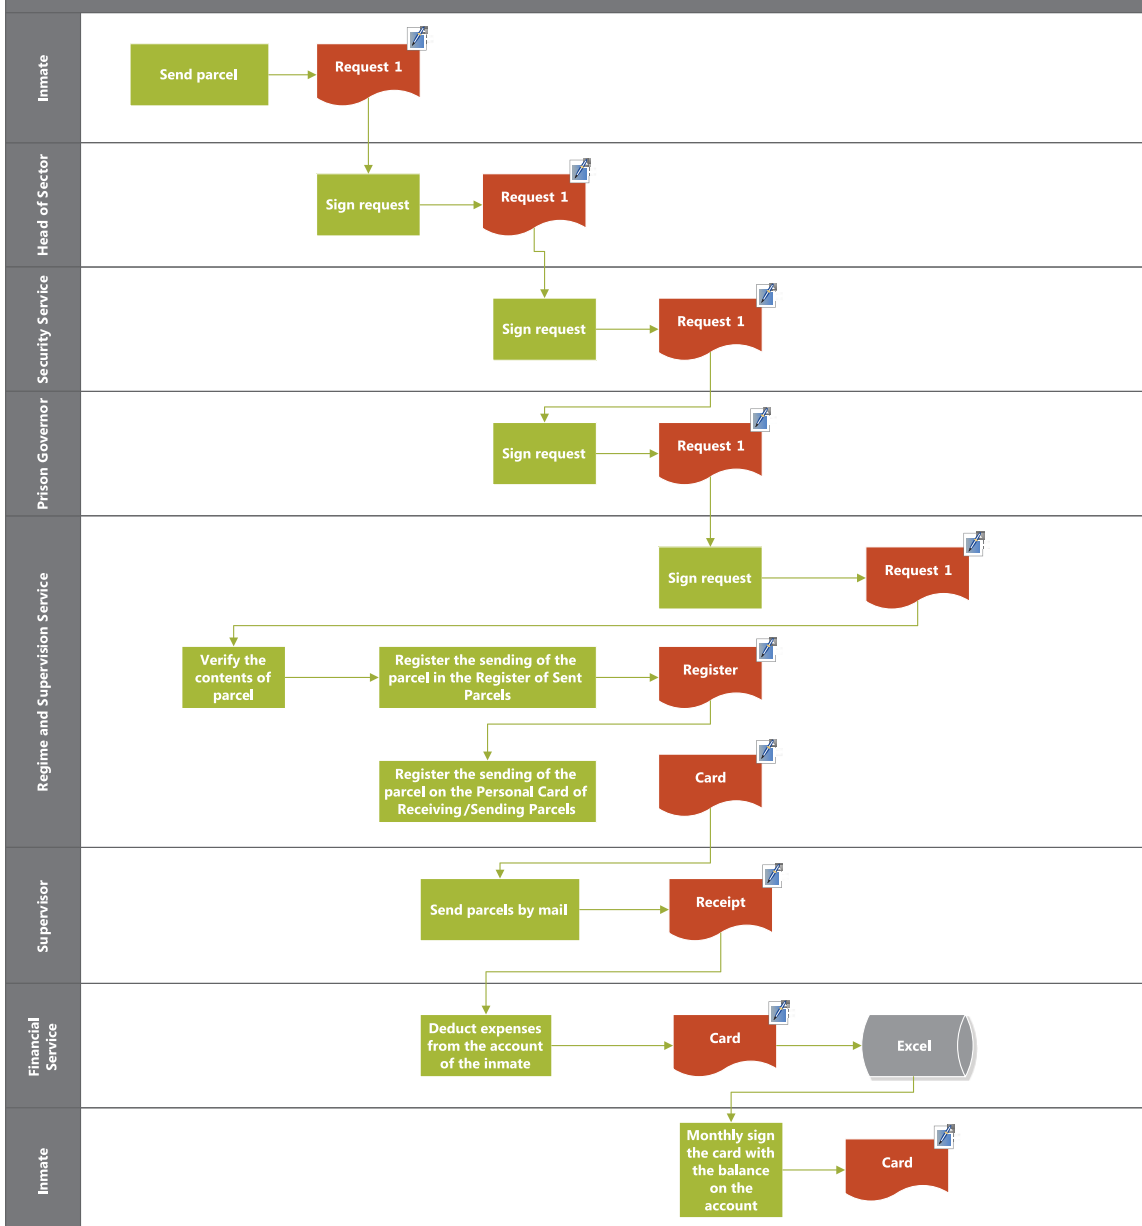 Inmate
Send parcel
Request 1
Head of Sector
Sign request
Request 1
Security Service
Sign request
Request 1
Prison Governor
Sign request
Request 1
Regime and Supervision Service
Sign request
Request 1
Verify the
contents of
parcel
Register the sending of the
parcel in the Register of Sent
Parcels
Register
Register the sending of the
parcel on the Personal Card of
Receiving/Sending Parcels
Card
Supervisor
Send parcels by mail
Receipt
Financial
Service
Deduct expenses
from the account
of the inmate
Card
Excel
Inmate
Monthly sign
the card with
the balance
on the
account
Card